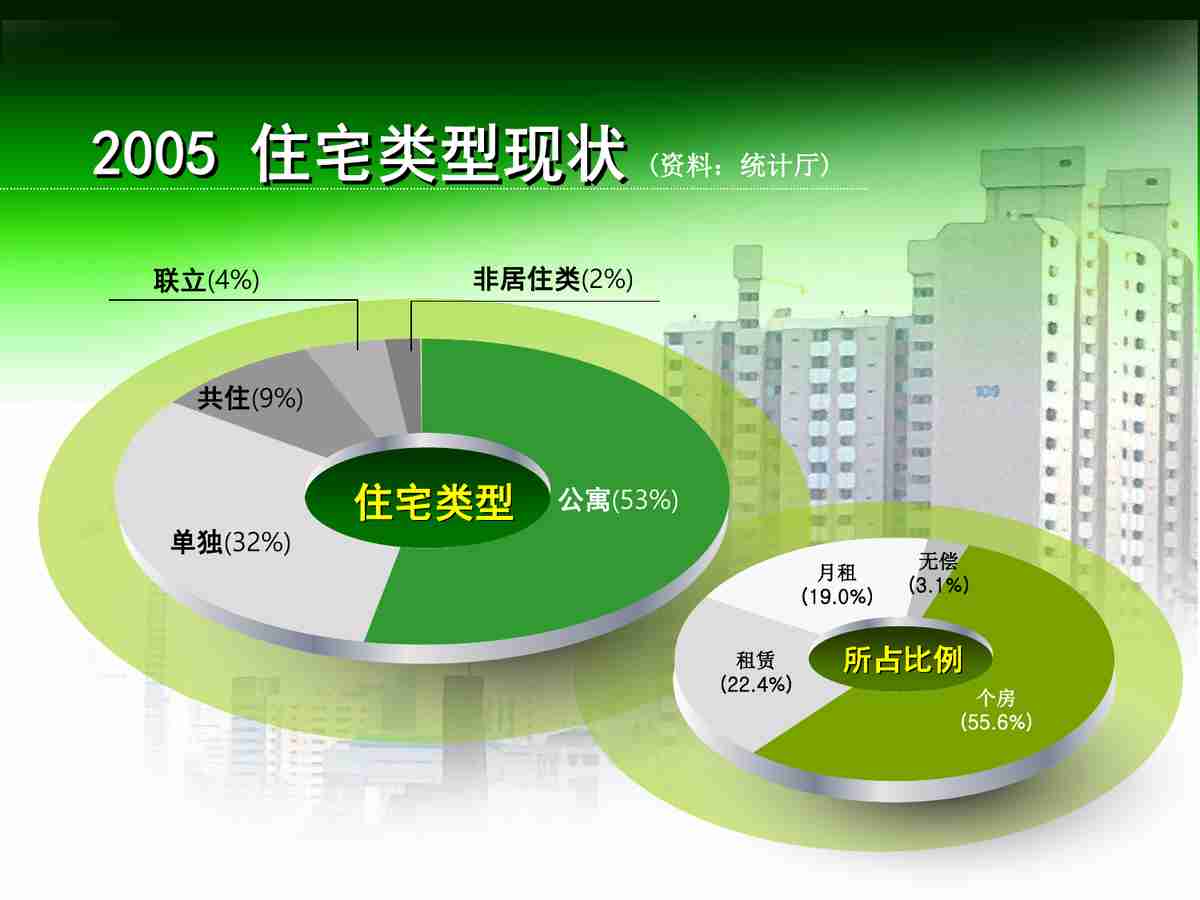 2005 住宅类型现状 (资料：统计厅)
联立(4%)
非居住类(2%)
共住(9%)
住宅类型
公寓(53%)
单独(32%)
109
月租
(19.0%)
无偿
(3.1%)
租赁
(22.4%)
所占比例
个房
(55.6%)